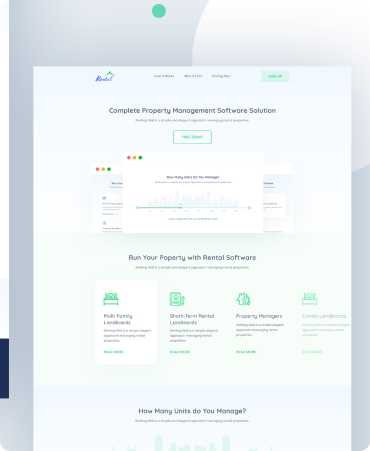 Rental
How It Works Who It's For Pricing Plan SIGN UP
Complete Property Management Software Solution
Renting Well is a simple and elegant approach managing rental properties.
FREE DEMO
How Many Units Do You Manage?
Run Your Poperty with Rental Software
Renting Well is a simple and elegant approach managing rental properties.
Multi Family
Landloards
Renting Well is a simple elegant
approach managing rental
properties.
READ MORE
Short-Term Rental
Landloards
Renting Well is a simple elegant
approach managing rental
properties.
READ MORE
Property Managers
Renting Well is a simple elegant
approach managing rental
properties.
READ MORE
Condo Landloards
Renting Well is a simple elegant
approach managing rental
properties.
READ MORE
How Many Units do You Manage?
Renting Well is a simple and elegant approach managing rental properties.